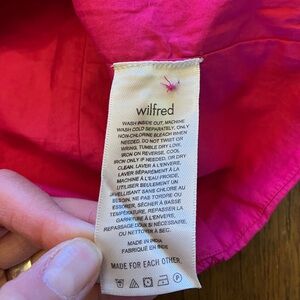 wilfred
WASH INSIDE OUT, MACHINE
WASH COLD SEPARATELY, ONLY
NON-CHLORINE BLEACH WHEN
NEEDED. DO NOT TWIST OR
WRING, TUMBLE DRY LOW.
IRON ON REVERSE, COOL
IRON ONLY IF NEEDED, OR DRY
CLEAN. LAVER À L'ENVERS,
LAVER SÉPARÉMENT À LA
MACHINE À L'EAU FROIDE,
UTILISER SEULEMENT UN
JAVELLISANT SANS CHLORE AU
BESOIN. NE PAS TORDRE OU
ESSORER, SÉCHER À BASSE
TEMPÉRATURE, REPASSER LA
GARNITURE À L'ENVERS,
REPASSAGE DOUX SI NÉCESSAIRE,
OU NETTOYER À SEC.
MADE IN INDIA
FABRIQUÉ EN INDE
MADE FOR EACH OTHER